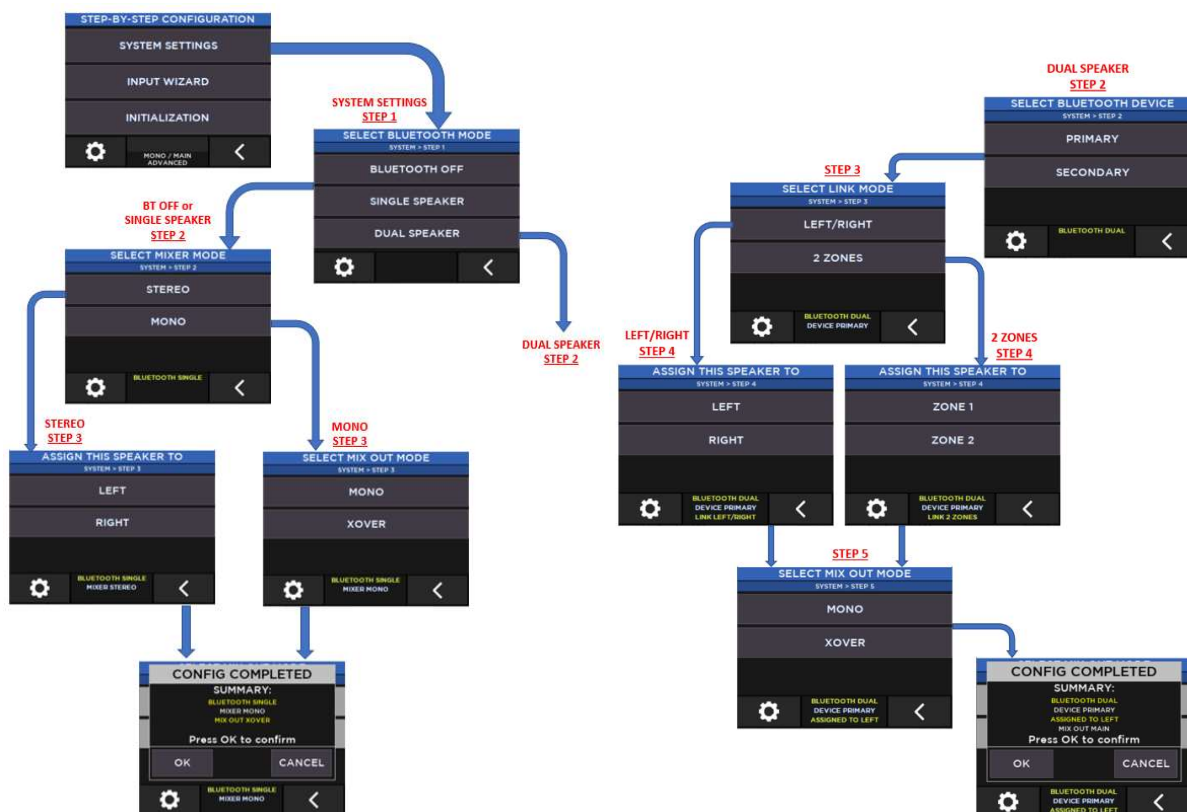 STEP-BY-STEP CONFIGURATION
SYSTEM SETTINGS
INPUT WIZARD
INITIALIZATION
MONO / MAIN
ADVANCED
SYSTEM SETTINGS
STEP 1
SELECT BLUETOOTH MODE
SYSTEM > STEP 1
BLUETOOTH OFF
SINGLE SPEAKER
DUAL SPEAKER
BT OFF or
SINGLE SPEAKER
STEP 2
SELECT MIXER MODE
SYSTEM > STEP 2
STEREO
MONO
BLUETOOTH SINGLE
DUAL SPEAKER
STEP 2
STEREO
STEP 3
ASSIGN THIS SPEAKER TO
SYSTEM > STEP 3
LEFT
RIGHT
BLUETOOTH SINGLE
MIXER STEREO
MONO
STEP 3
SELECT MIX OUT MODE
SYSTEM > STEP 3
MONO
XOVER
BLUETOOTH SINGLE
MIXER MONO
CONFIG COMPLETED
SUMMARY:
BLUETOOTH SINGLE
MIXER MONO
MIX OUT XOVER
Press OK to confirm
OK
CANCEL
BLUETOOTH SINGLE
MIXER MONO
DUAL SPEAKER
STEP 2
SELECT BLUETOOTH DEVICE
SYSTEM > STEP 2
PRIMARY
SECONDARY
BLUETOOTH DUAL
STEP 3
SELECT LINK MODE
SYSTEM > STEP 3
LEFT/RIGHT
2 ZONES
BLUETOOTH DUAL
DEVICE PRIMARY
LEFT/RIGHT
STEP 4
ASSIGN THIS SPEAKER TO
SYSTEM > STEP 4
LEFT
RIGHT
BLUETOOTH DUAL
DEVICE PRIMARY
LINK LEFT/RIGHT
2 ZONES
STEP 4
ASSIGN THIS SPEAKER TO
SYSTEM > STEP 4
ZONE 1
ZONE 2
BLUETOOTH DUAL
DEVICE PRIMARY
LINK 2 ZONES
STEP 5
SELECT MIX OUT MODE
SYSTEM > STEP 5
MONO
XOVER
BLUETOOTH DUAL
DEVICE PRIMARY
ASSIGNED TO LEFT
CONFIG COMPLETED
SUMMARY:
BLUETOOTH DUAL
DEVICE PRIMARY
ASSIGNED TO LEFT
MIX OUT MAIN
Press OK to confirm
OK
CANCEL
BLUETOOTH DUAL
DEVICE PRIMARY
ASSIGNED TO LEFT